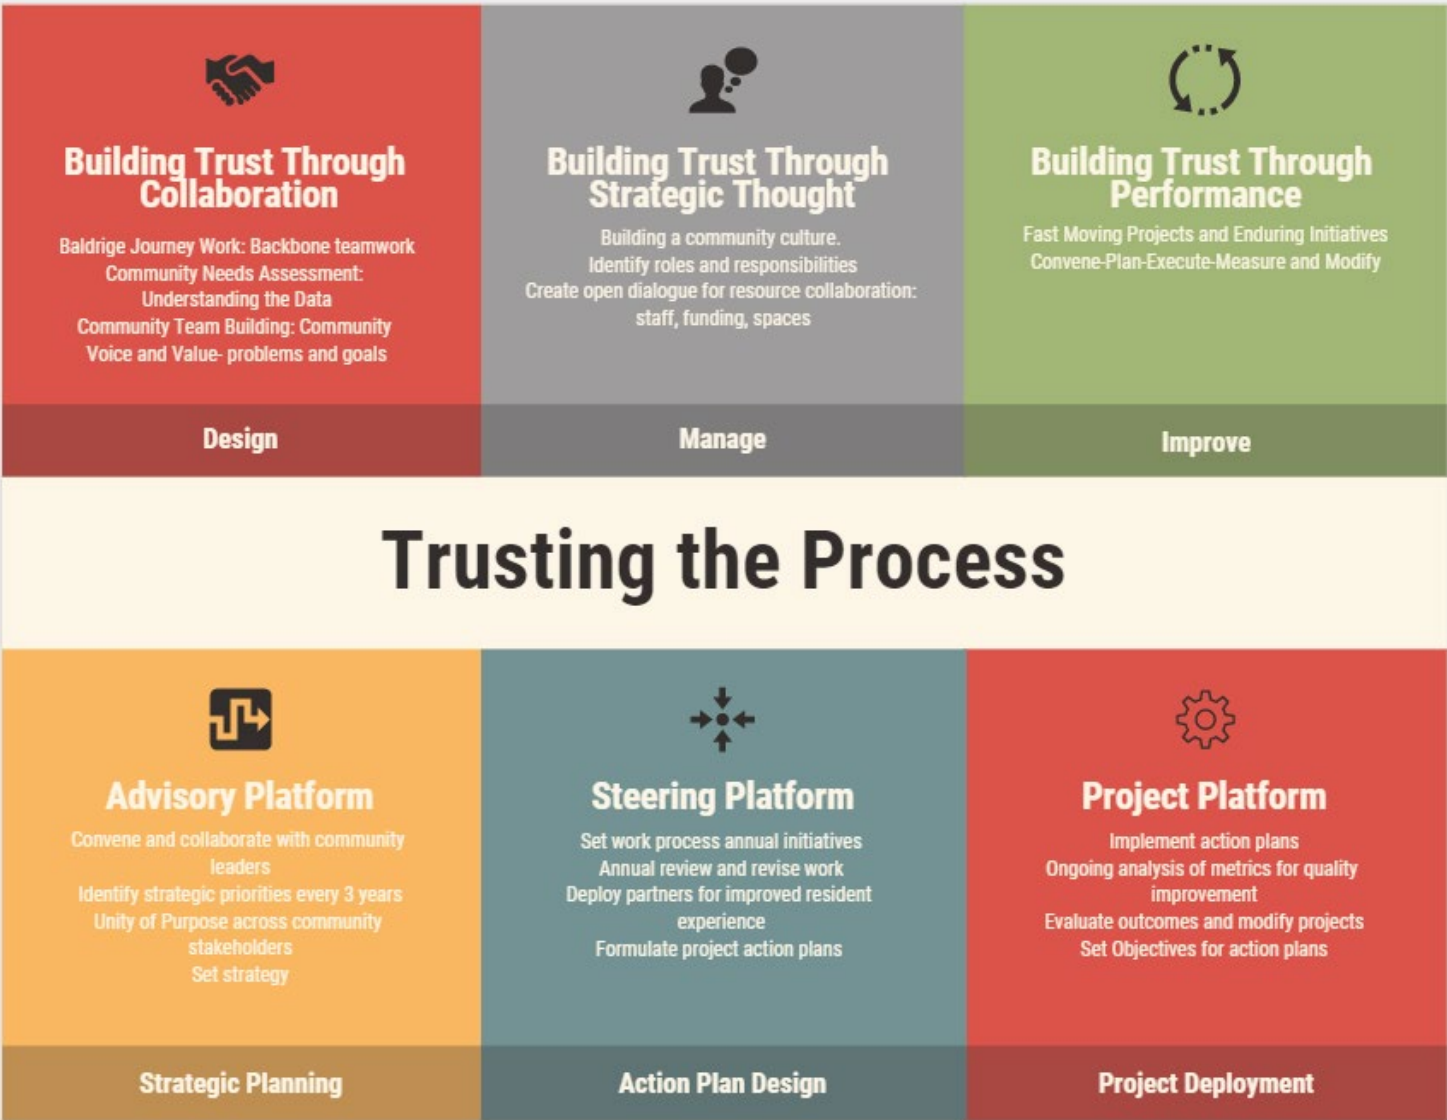 Building Trust Through
Collaboration
Baldrige Journey Work: Backbone teamwork
Community Needs Assessment:
Understanding the Data
Community Team Building: Community
Voice and Value- problems and goals
Design
Building Trust Through
Strategic Thought
Building a community culture.
Identify roles and responsibilities
Create open dialogue for resource collaboration:
staff, funding, spaces
Manage
Building Trust Through
Performance
Fast Moving Projects and Enduring Initiatives
Convene-Plan-Execute-Measure and Modify
Improve
Trusting the Process
Advisory Platform
Convene and collaborate with community
leaders
Identify strategic priorities every 3 years
Unity of Purpose across community
stakeholders
Set strategy
Strategic Planning
Steering Platform
Set work process annual initiatives
Annual review and revise work
Deploy partners for improved resident
experience
Formulate project action plans
Action Plan Design
Project Platform
Implement action plans
Ongoing analysis of metrics for quality
improvement
Evaluate outcomes and modify projects
Set Objectives for action plans
Project Deployment